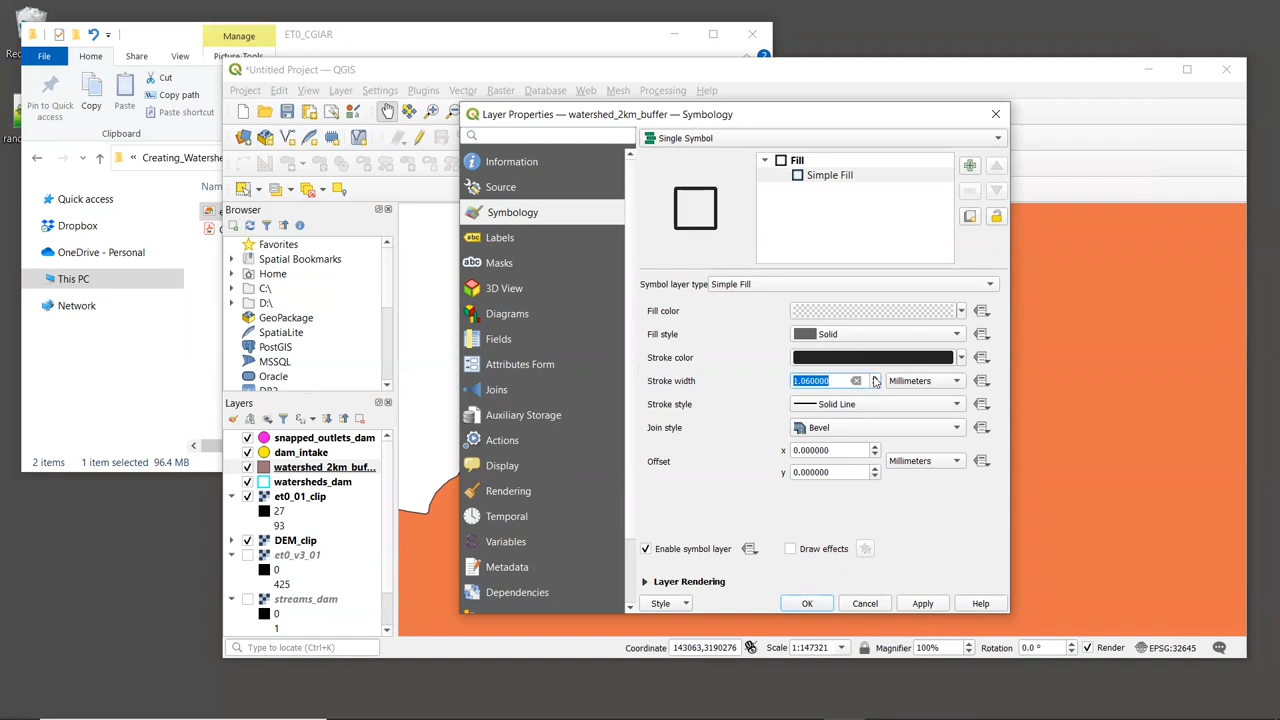 Rec
Manage
ET0_CGIAR
File
Home
Share
View
Picture Tools
Pin to Quick access
Copy
Paste
Cut
Copy path
Paste shortcut
Clipboard
« Creating_Watershe
Nam
Quick access
Dropbox
OneDrive - Personal
This PC
Network
2 items
1 item selected 96.4 MB
*Untitled Project — QGIS
Project Edit View Layer Settings Plugins Vector Raster Database Web Mesh Processing Help
Browser
Favorites
Spatial Bookmarks
Home
C:\
D:\
GeoPackage
SpatiaLite
PostGIS
MSSQL
Oracle
DB2
Layers
snapped_outlets_dam
dam_intake
watershed_2km_buf...
watersheds_dam
et0_01_clip
27
93
DEM_clip
et0_v3_01
0
425
streams_dam
0
1
Type to locate (Ctrl+K)
Coordinate 143063,3190276
Scale 1:147321
Magnifier 100%
Rotation 0.0 °
Render
EPSG:32645
Layer Properties — watershed_2km_buffer — Symbology
Information
Source
Symbology
Labels
Masks
3D View
Diagrams
Fields
Attributes Form
Joins
Auxiliary Storage
Actions
Display
Rendering
Temporal
Variables
Metadata
Dependencies
Single Symbol
Fill
Simple Fill
Symbol layer type Simple Fill
Fill color
Fill style Solid
Stroke color
Stroke width 1.060000 Millimeters
Stroke style Solid Line
Join style Bevel
Offset x 0.000000 Millimeters
y 0.000000
Enable symbol layer
Draw effects
Layer Rendering
Style
OK
Cancel
Apply
Help